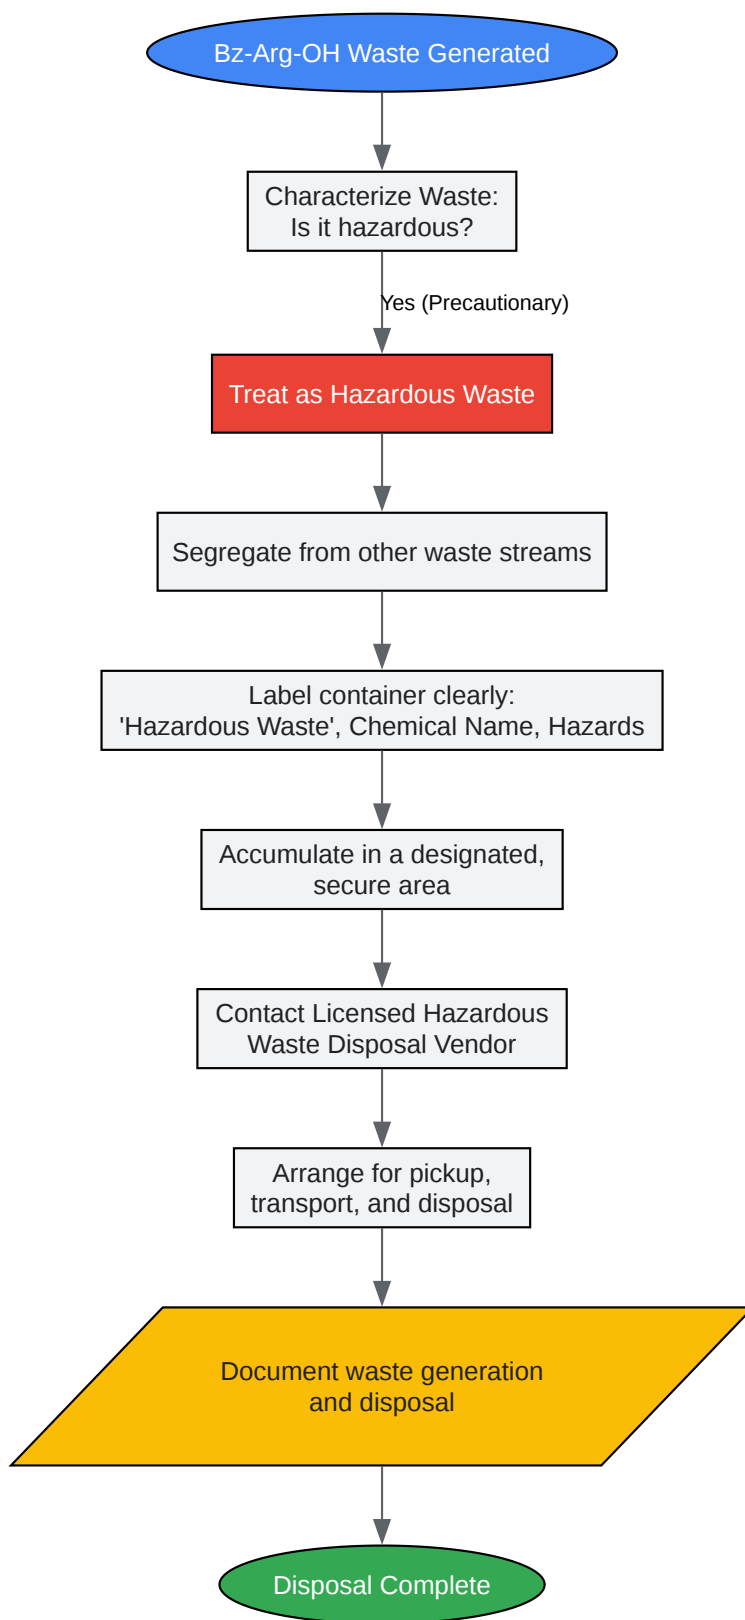 Bz-Arg-OH Waste Generated
Characterize Waste:
Is it hazardous?
Yes (Precautionary)
Treat as Hazardous Waste
Segregate from other waste streams
Label container clearly:
'Hazardous Waste', Chemical Name, Hazards
Accumulate in a designated,
secure area
Contact Licensed Hazardous
Waste Disposal Vendor
Arrange for pickup,
transport, and disposal
Document waste generation
and disposal
Disposal Complete